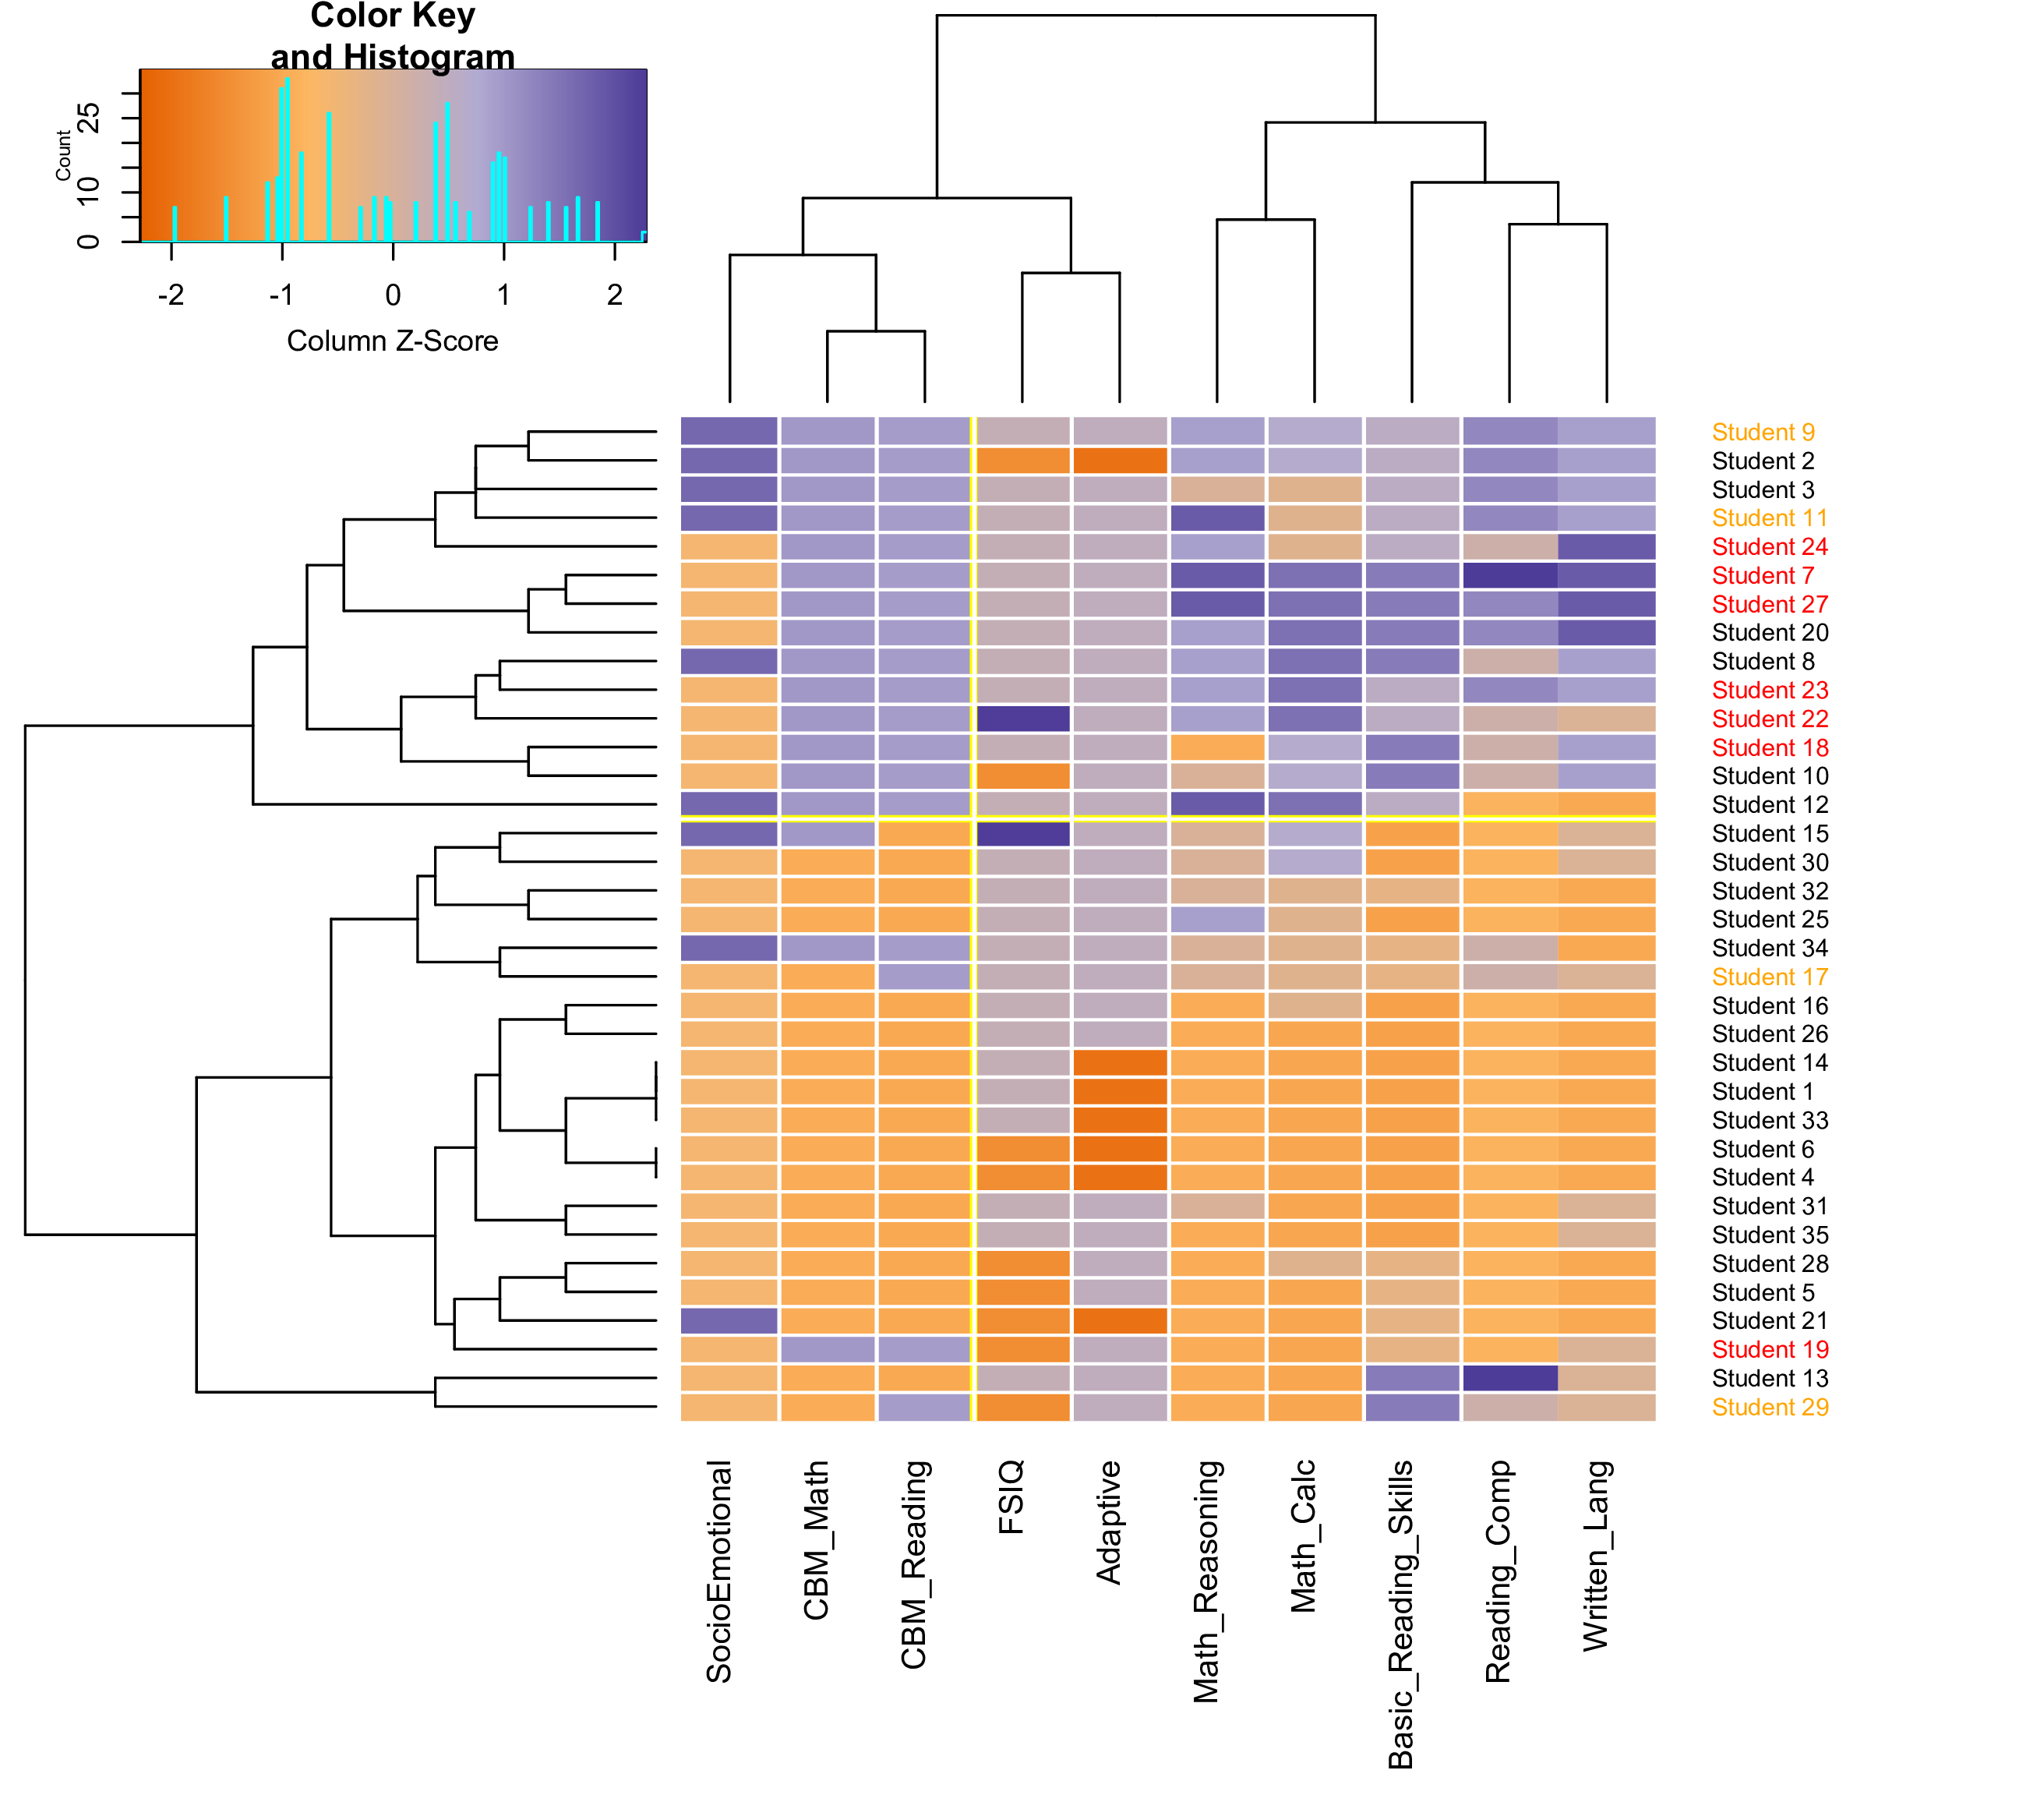 Color Key
and Histogram
Count
0 10 25
-2 -1 0 1 2
Column Z-Score
Student 9
Student 2
Student 3
Student 11
Student 24
Student 7
Student 27
Student 20
Student 8
Student 23
Student 22
Student 18
Student 10
Student 12
Student 15
Student 30
Student 32
Student 25
Student 34
Student 17
Student 16
Student 26
Student 14
Student 1
Student 33
Student 6
Student 4
Student 31
Student 35
Student 28
Student 5
Student 21
Student 19
Student 13
Student 29
SocioEmotional
CBM_Math
CBM_Reading
FSIQ
Adaptive
Math_Reasoning
Math_Calc
Basic_Reading_Skills
Reading_Comp
Written_Lang